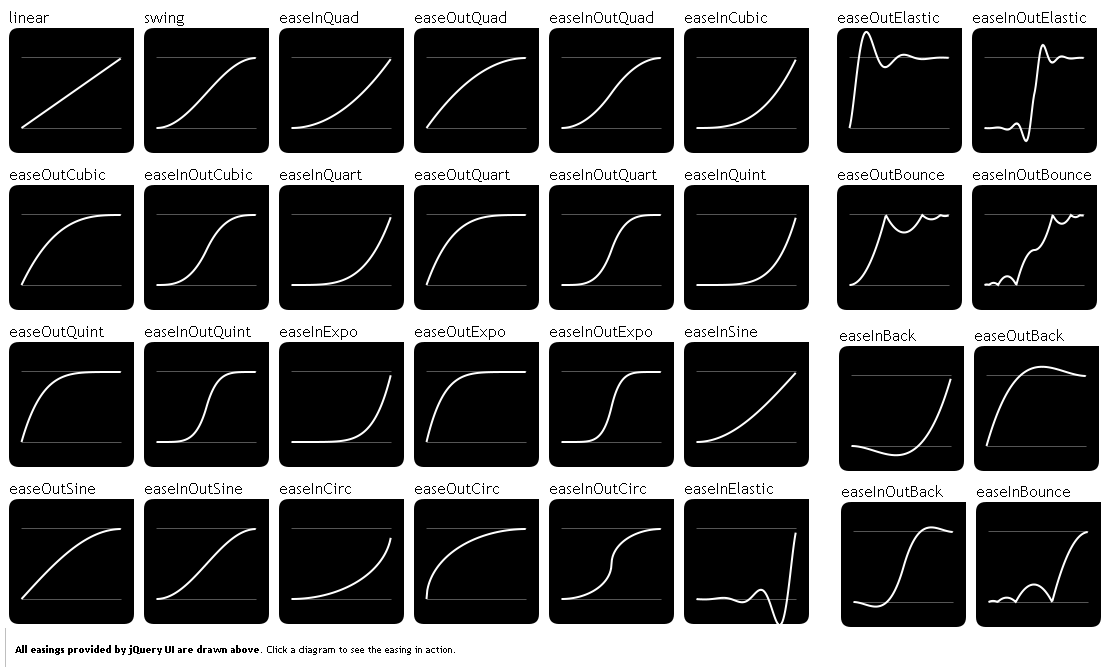 linear swing easeInQuad easeOutQuad easeInOutQuad easeInCubic easeOutElastic easeInOutElastic
easeOutCubic easeInOutCubic easeInQuart easeOutQuart easeInOutQuart easeInQuint easeOutBounce easeInOutBounce
easeOutQuint easeInOutQuint easeInExpo easeOutExpo easeInOutExpo easeInSine easeInBack easeOutBack
easeOutSine easeInOutSine easeInCirc easeOutCirc easeInOutCirc easeInElastic easeInOutBack easeInBounce
All easings provided by jQuery UI are drawn above. Click a diagram to see the easing in action.